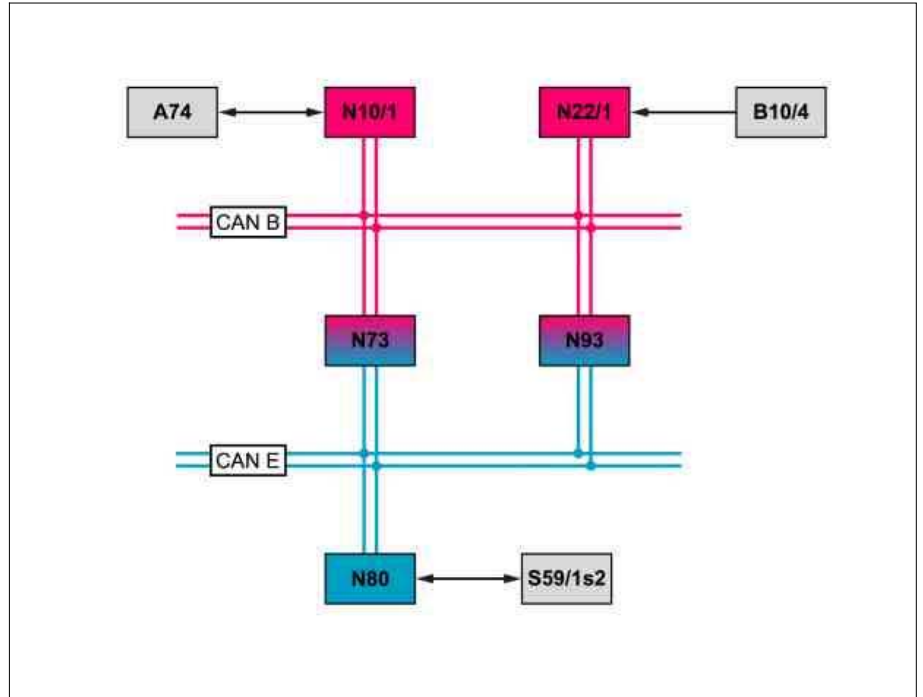 A74
N10/1
N22/1
B10/4
CAN B
N73
N93
CAN E
N80
S59/1s2